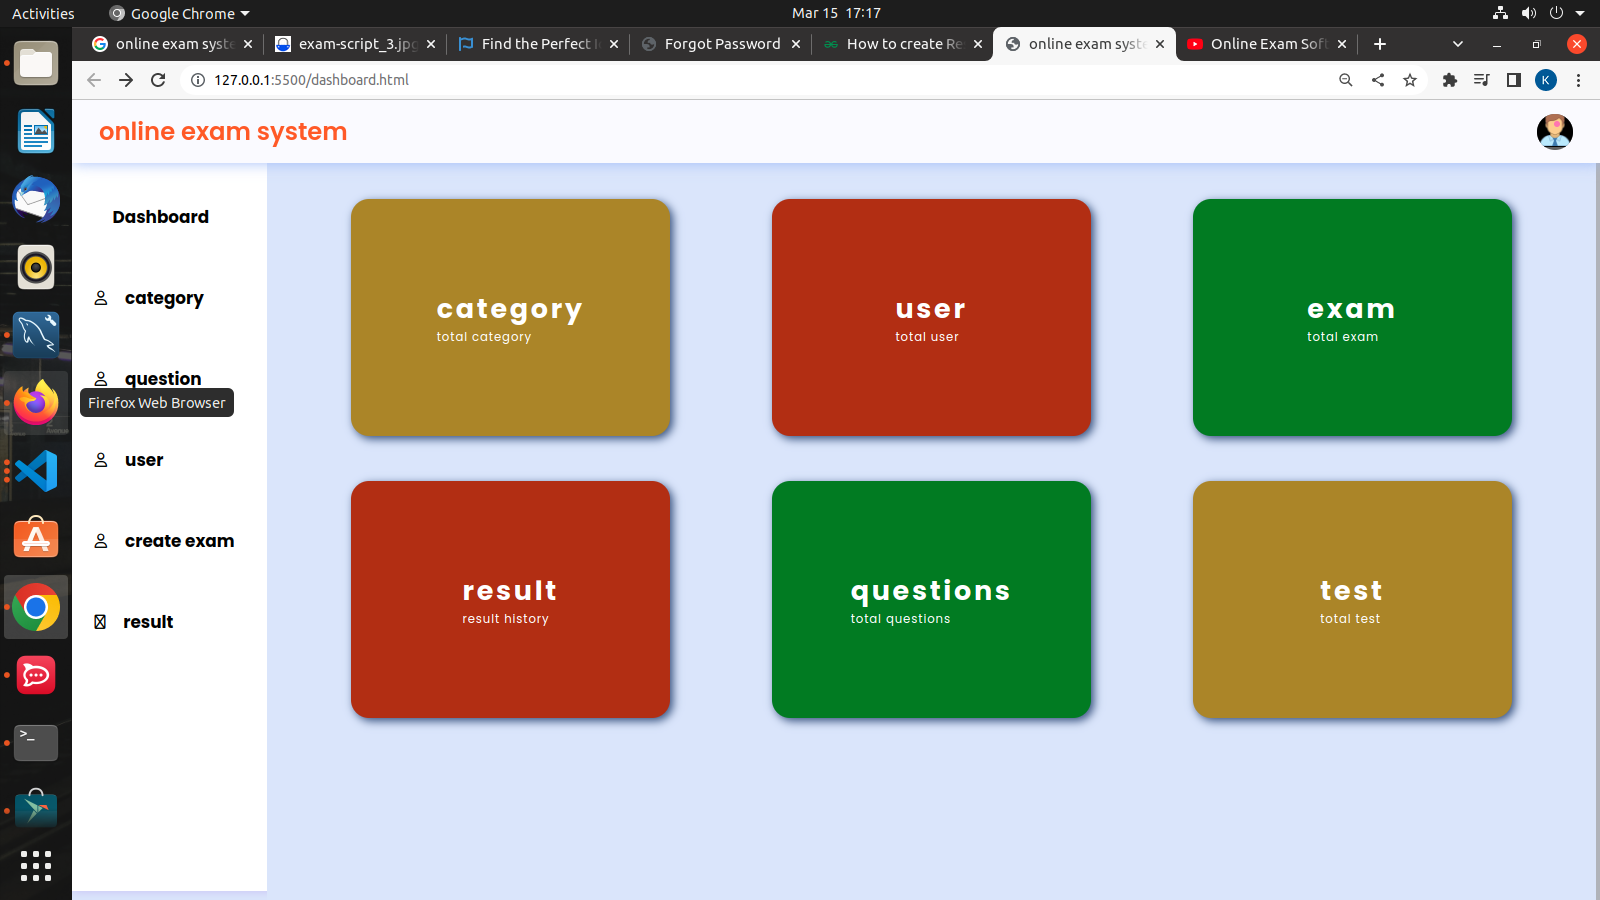 Activities
Google Chrome
Mar 15 17:17
online exam syste
exam-script_3.jpg
Find the Perfect
Forgot Password
How to create Re
online exam syste
Online Exam Soft
127.0.0.1:5500/dashboard.html
K
online exam system
Dashboard
category
question
Firefox Web Browser
user
create exam
result
category
total category
user
total user
exam
total exam
result
result history
questions
total questions
test
total test